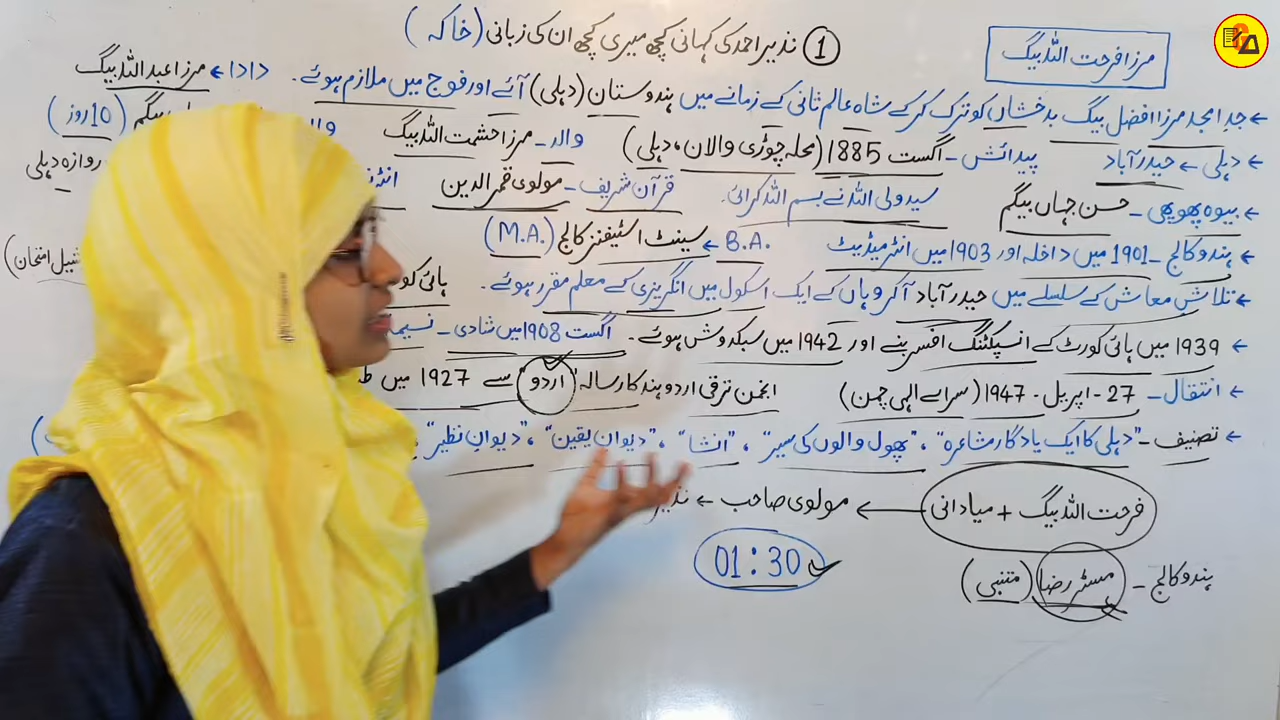 ① نذیر احمد کی کہانی کچھ میری کچھ ان کی زبانی (خاکہ)
مرزا فرحت اللہ بیگ
دادا ← مرزا عبداللہ بیگ
← جدِ امجد مرزا افضل بیگ بدخشاں کو ترک کر کے شاہ عالم ثانی کے زمانے میں ہندوستان (دہلی) آئے اور فوج میں ملازم ہوئے۔
← دہلی ← حیدرآباد پیدائش - اگست 1885 (محلہ چوڑی والان، دہلی) والد - مرزا حشمت اللہ بیگ بیگم (10 روز)
دہلی
← بیوہ پھوپھی - حسن جہاں بیگم سید ولی اللہ نے بسم اللہ کرائی۔ قرآن شریف - مولوی قمر الدین
← ہندو کالج - 1901 میں داخلہ اور 1903 میں انٹرمیڈیٹ B.A. ← سینٹ اسٹیفنز کالج (M.A.) امتحان)
← تلاشِ معاش کے سلسلے میں حیدرآباد آکر وہاں کے ایک اسکول میں انگریزی کے معلم مقرر ہوئے۔ ہائی
← 1939 میں ہائی کورٹ کے انسپکٹنگ افسر بنے اور 1942 میں سبکدوش ہوئے۔ اگست 1908 میں شادی -
← انتقال - 27 - اپریل - 1947 (سرائے الہی چمن) انجمن ترقی اردو ہند کا رسالہ "اردو" سے 1927 میں
← تصنیف - "دہلی کا ایک یادگار مشاعرہ"، "پھول والوں کی سیر"، "انشا"، "دیوانِ یقین"، "دیوانِ نظیر"
فرحت اللہ بیگ + میاں دانی ← مولوی صاحب ←
ہندو کالج - مسٹر رضا (متنبی)
01:30